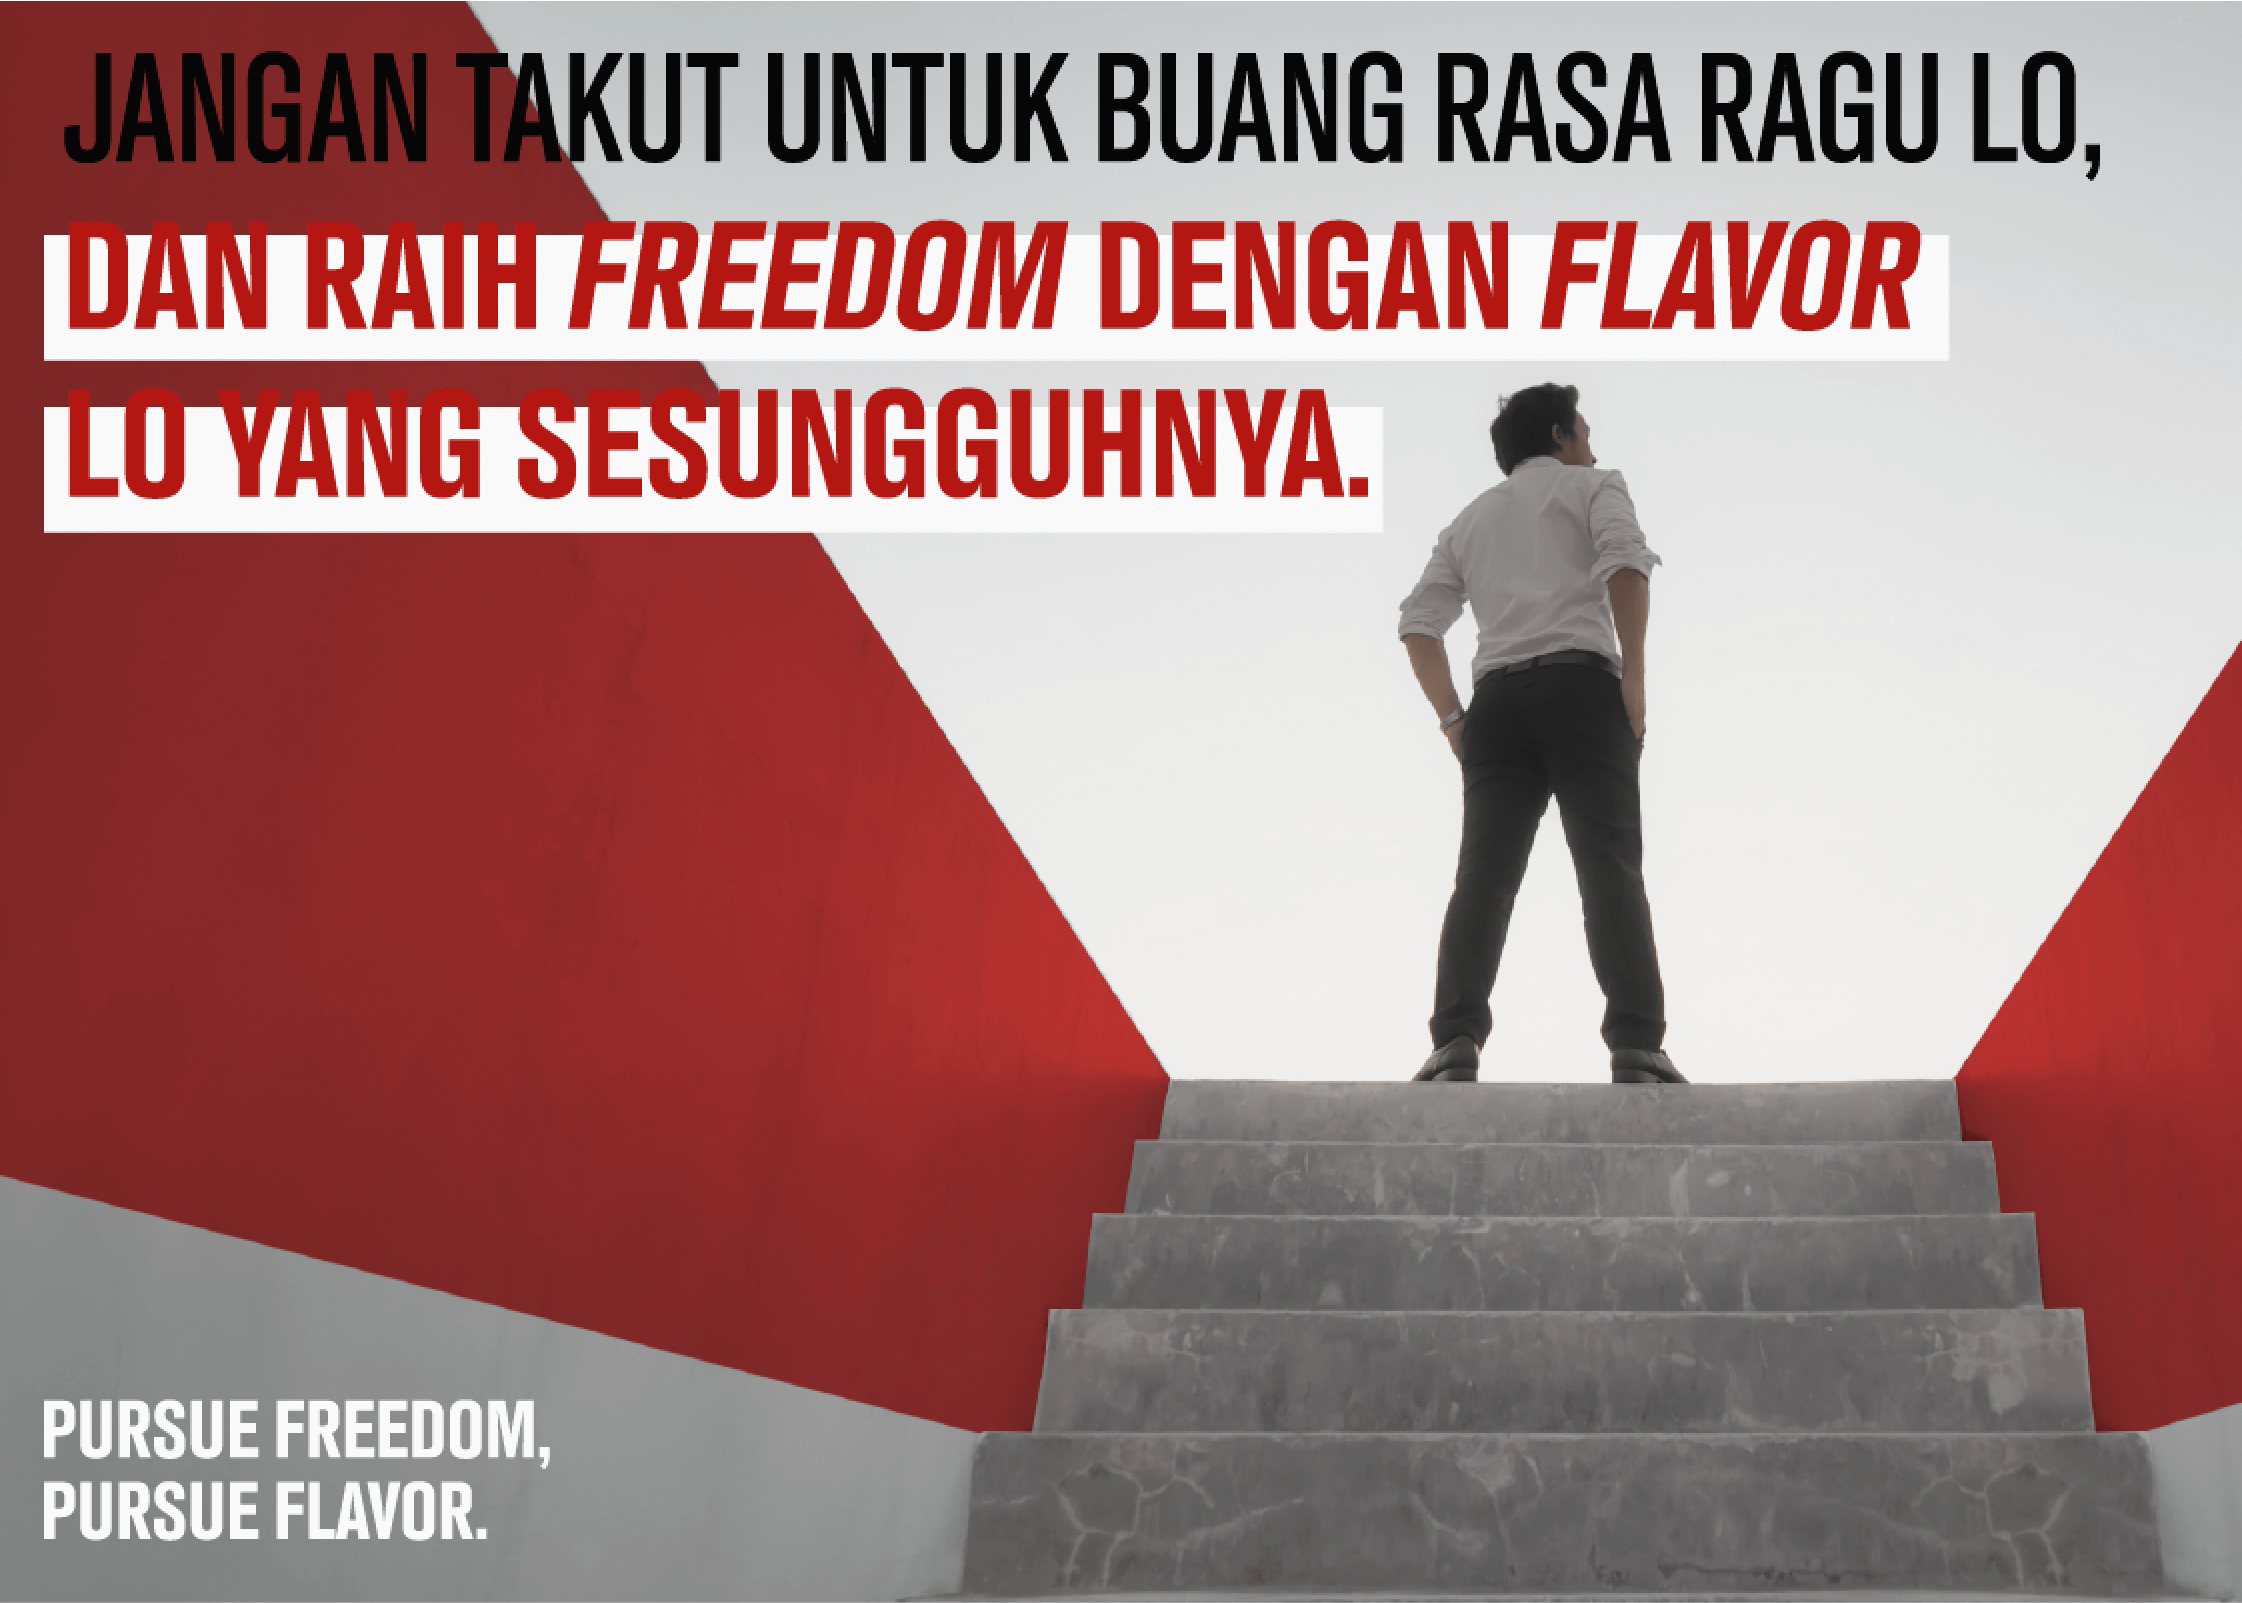 JANGAN TAKUT UNTUK BUANG RASA RAGU LO,
DAN RAIH FREEDOM DENGAN FLAVOR
LO YANG SESUNGGUHNYA.
PURSUE FREEDOM,
PURSUE FLAVOR.